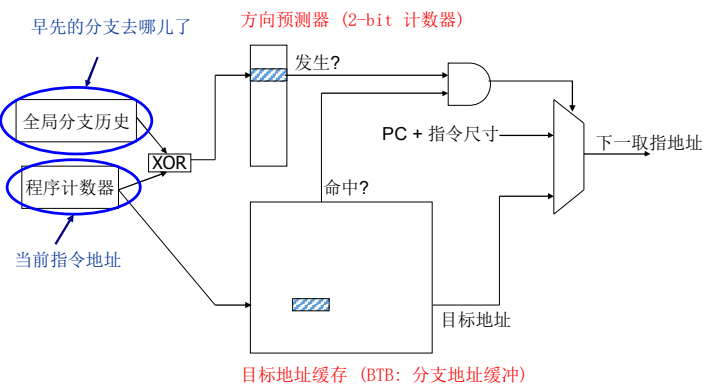 早先的分支去哪儿了
方向预测器 (2-bit 计数器)
发生?
全局分支历史
PC + 指令尺寸
下一取指地址
XOR
程序计数器
命中?
当前指令地址
目标地址
目标地址缓存 (BTB: 分支地址缓冲)